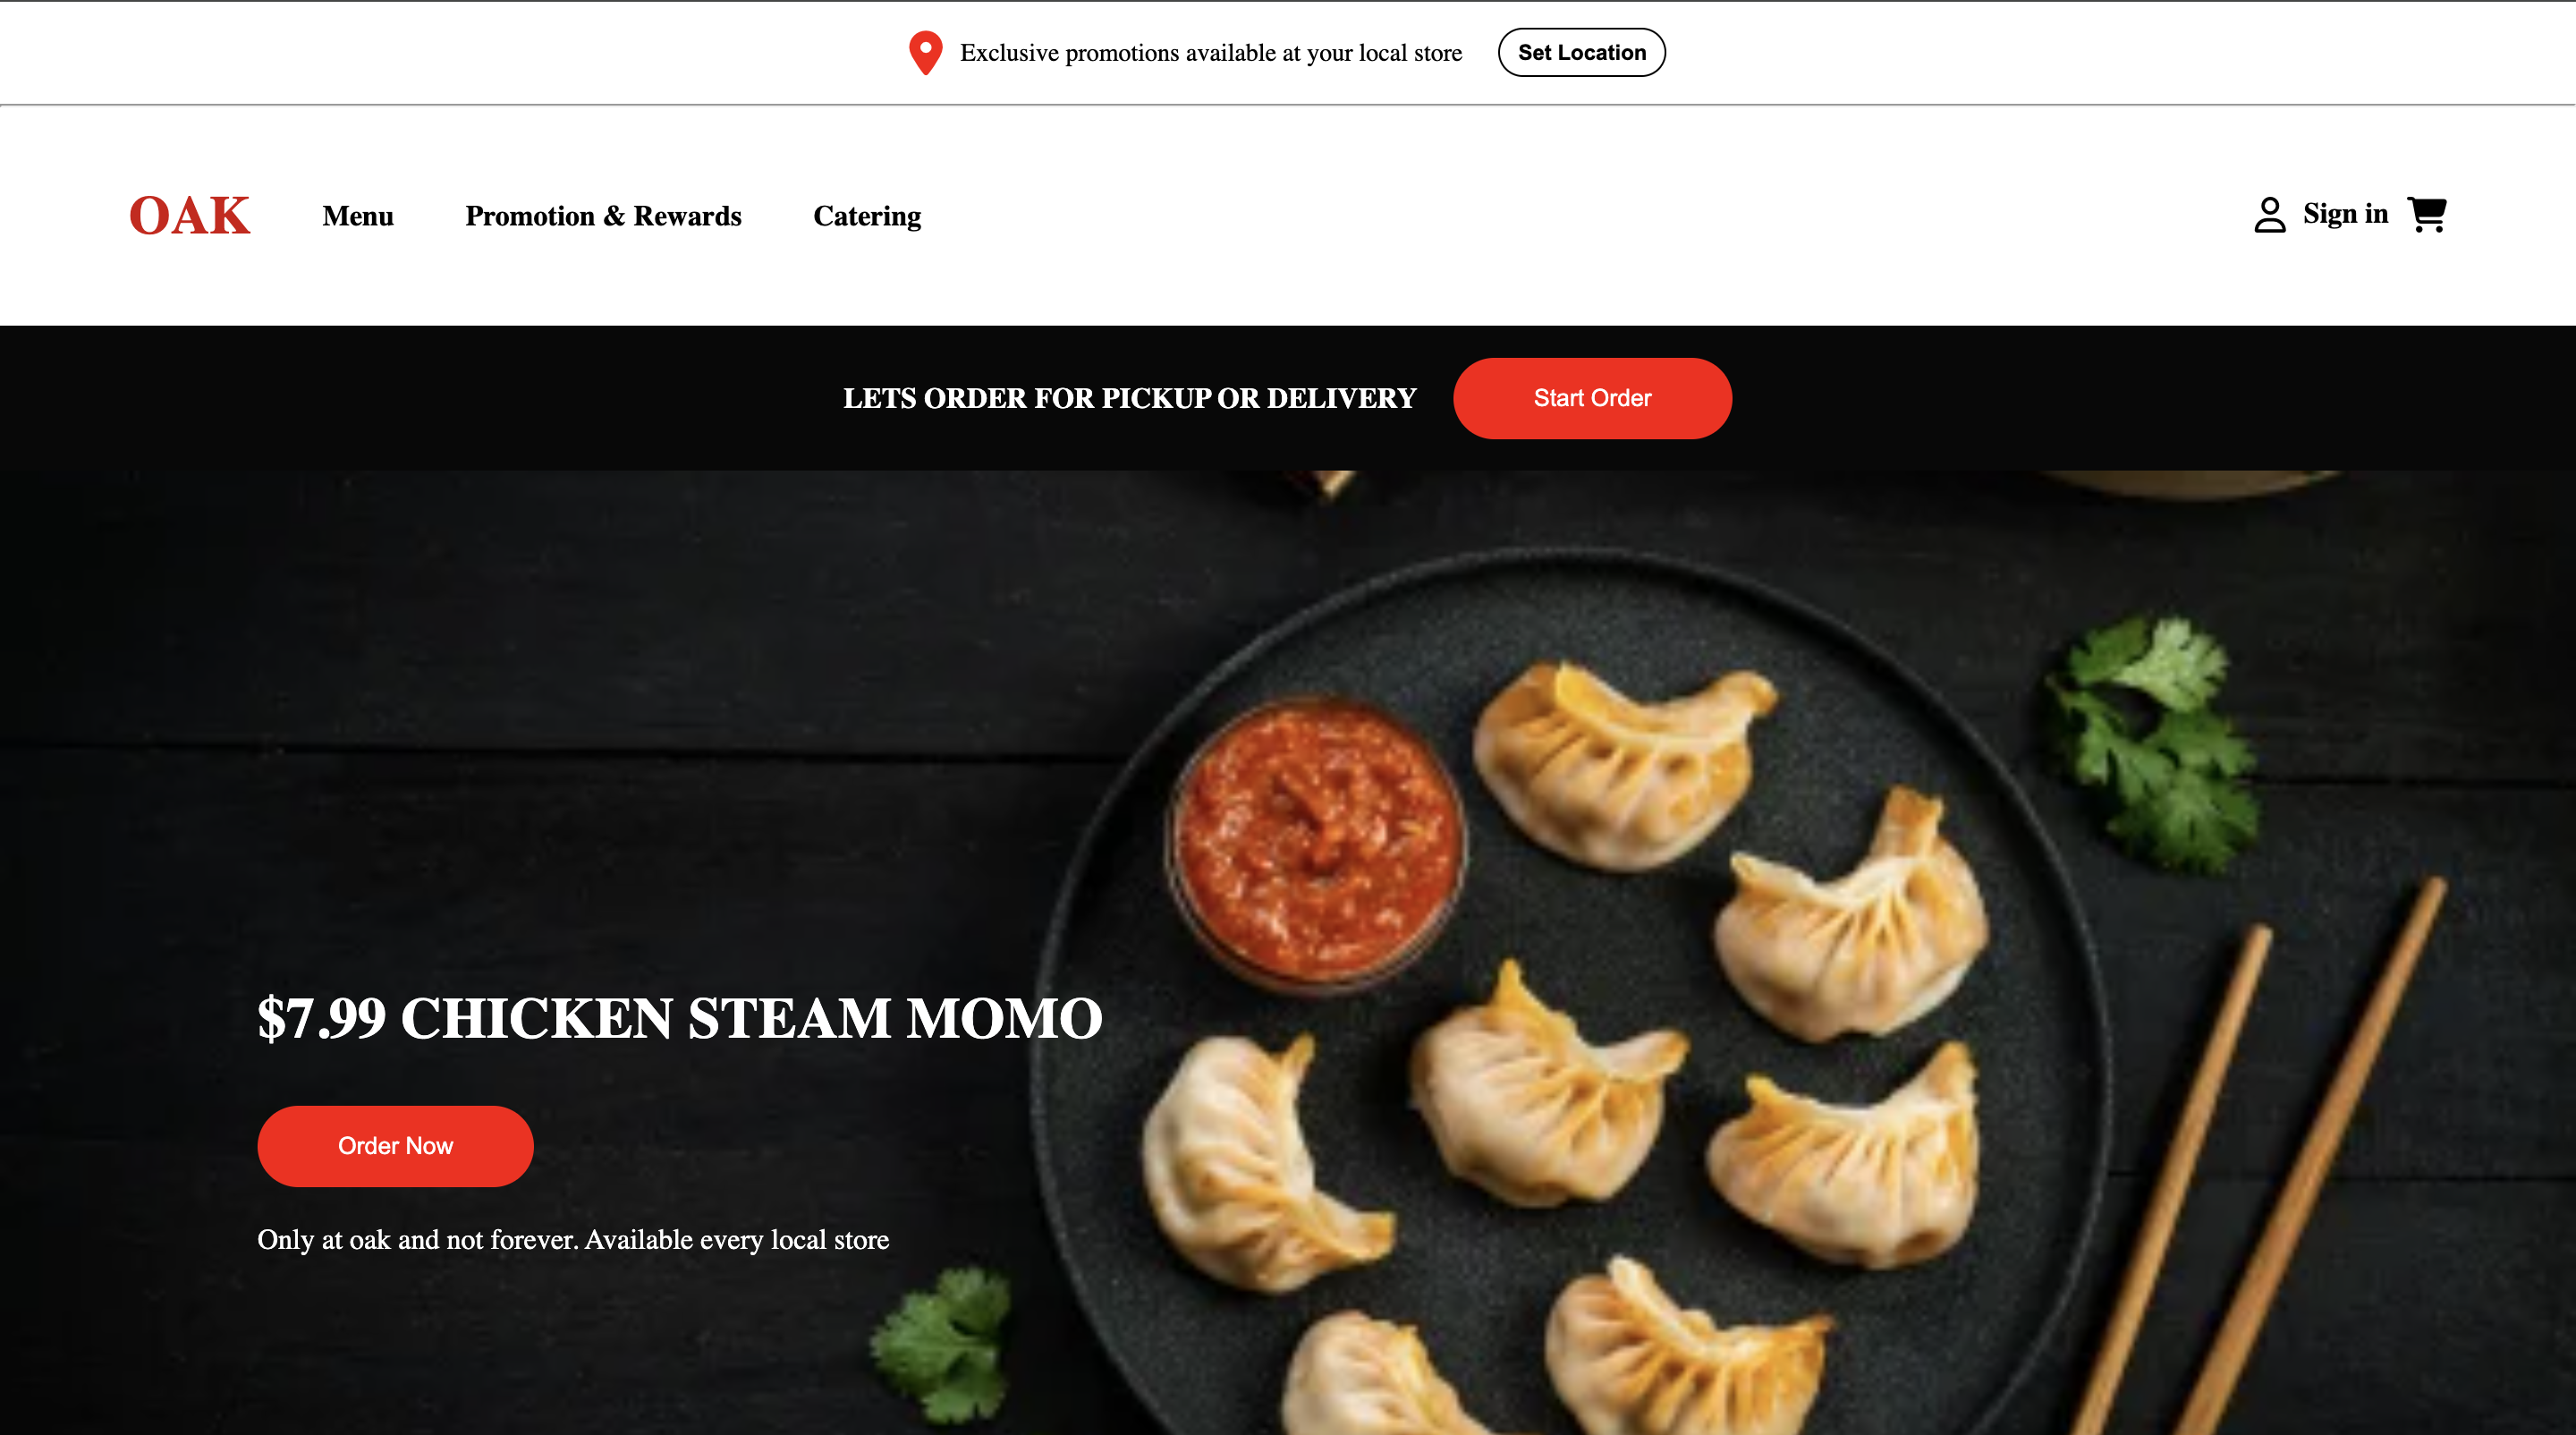 Exclusive promotions available at your local store Set Location
OAK Menu Promotion & Rewards Catering Sign in
LETS ORDER FOR PICKUP OR DELIVERY Start Order
$7.99 CHICKEN STEAM MOMO
Order Now
Only at oak and not forever. Available every local store